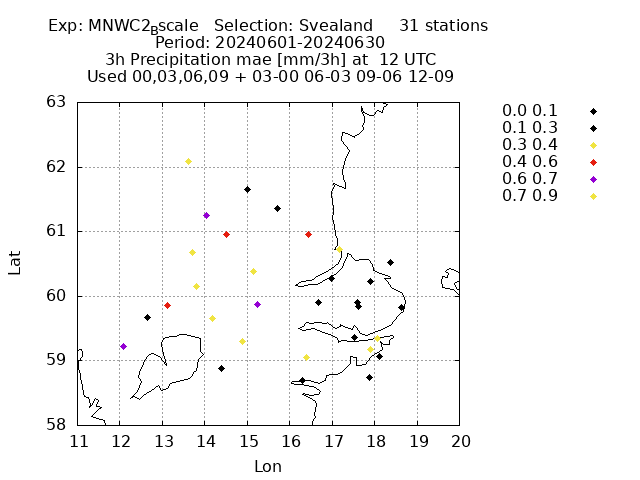 Exp: MNWC2_Bscale   Selection: Svealand     31 stations
Period: 20240601-20240630
3h Precipitation mae [mm/3h] at  12 UTC
Used 00,03,06,09 + 03-00 06-03 09-06 12-09
0.0 0.1
0.1 0.3
0.3 0.4
0.4 0.6
0.6 0.7
0.7 0.9
63
62
61
60
59
58
Lat
11 12 13 14 15 16 17 18 19 20
Lon